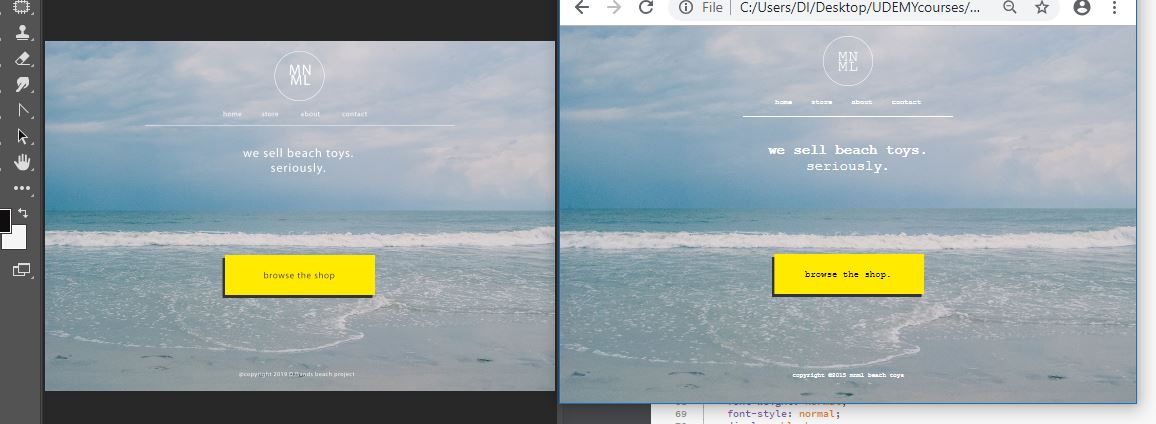 File
C:/Users/DI/Desktop/UDEMYcourses/...
MN
ML
home store about contact
we sell beach toys.
seriously.
browse the shop
MN
ML
home store about contact
we sell beach toys.
seriously.
browse the shop.
copyright ©2015 mnml beach toys
@copyright 2019 beach project
69 font-style: normal;